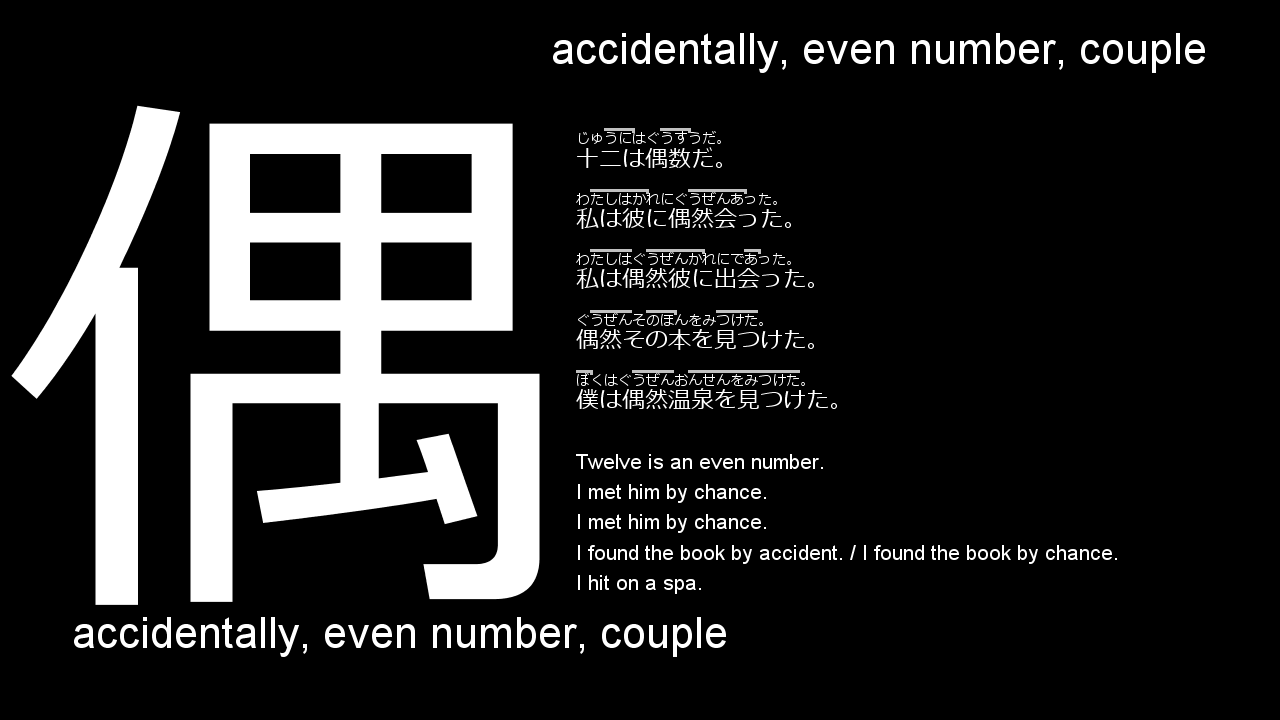 accidentally, even number, couple
偶
じゅうにはぐうすうだ。
十二は偶数だ。
わたしはかれにぐうぜんあった。
私は彼に偶然会った。
わたしはぐうぜんかれにであった。
私は偶然彼に出会った。
ぐうぜんそのほんをみつけた。
偶然その本を見つけた。
ぼくはぐうぜんおんせんをみつけた。
僕は偶然温泉を見つけた。
Twelve is an even number.
I met him by chance.
I met him by chance.
I found the book by accident. / I found the book by chance.
I hit on a spa.
accidentally, even number, couple